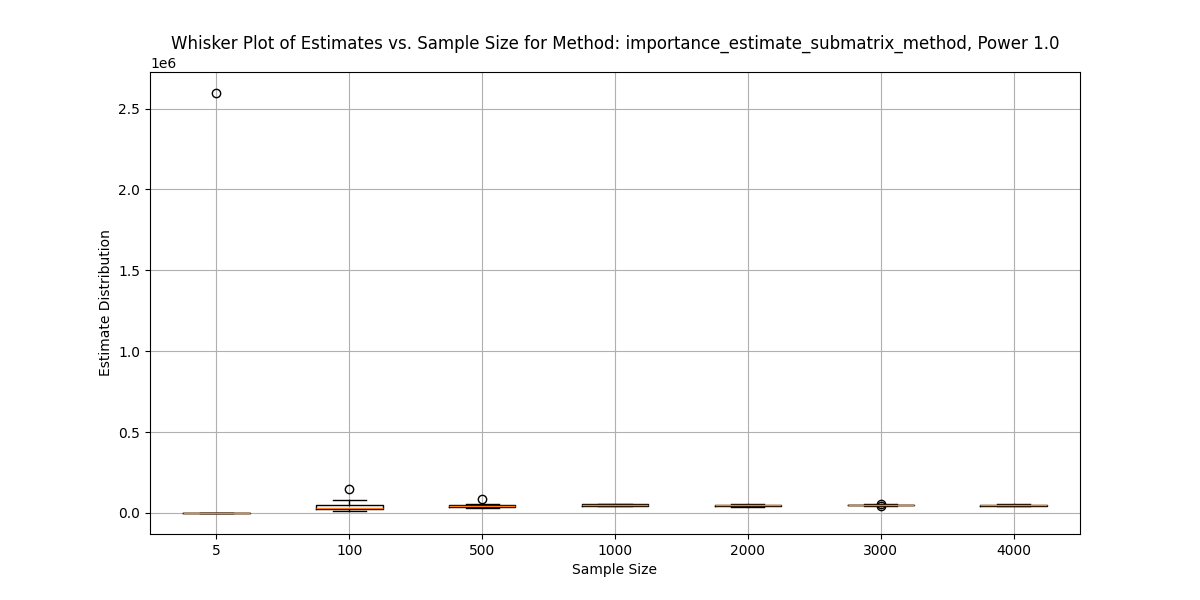 Whisker Plot of Estimates vs. Sample Size for Method: importance_estimate_submatrix_method, Power 1.0
1e6
2.5
2.0
1.5
1.0
0.5
0.0
Estimate Distribution
5 100 500 1000 2000 3000 4000
Sample Size